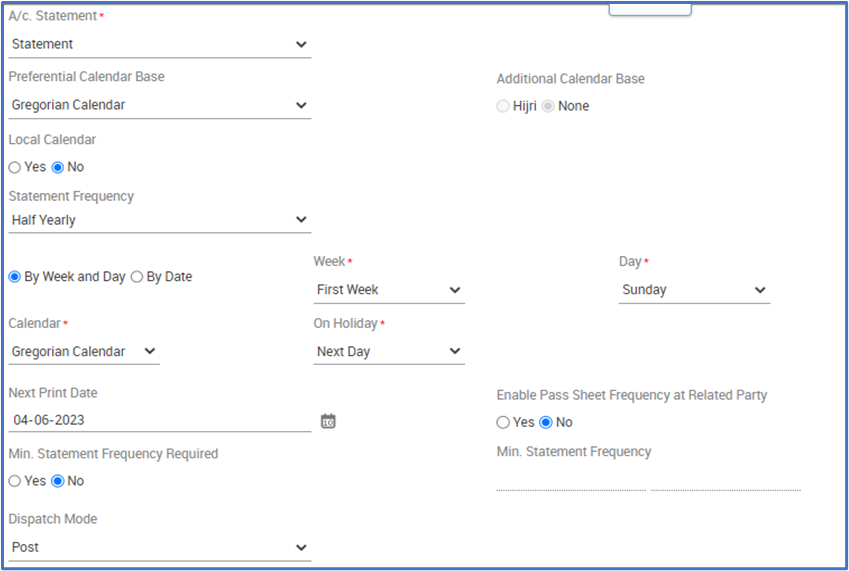 A/c. Statement*
Statement
Preferential Calendar Base
Additional Calendar Base
Gregorian Calendar
Hijri None
Local Calendar
Yes No
Statement Frequency
Half Yearly
By Week and Day By Date
Week*
Day*
First Week
Sunday
Calendar*
On Holiday*
Gregorian Calendar
Next Day
Next Print Date
Enable Pass Sheet Frequency at Related Party
04-06-2023
Yes No
Min. Statement Frequency Required
Min. Statement Frequency
Yes No
Dispatch Mode
Post